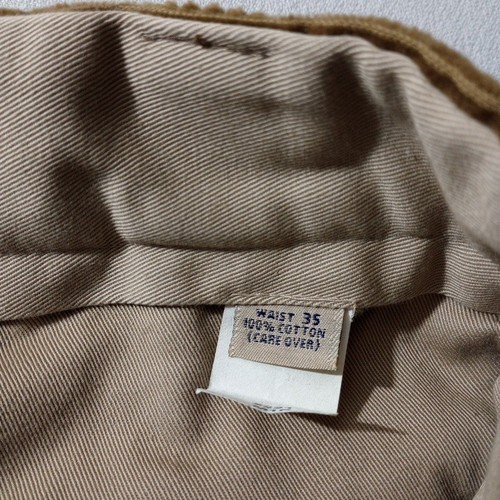 WAIST 35
100% COTTON
(CARE OVER)